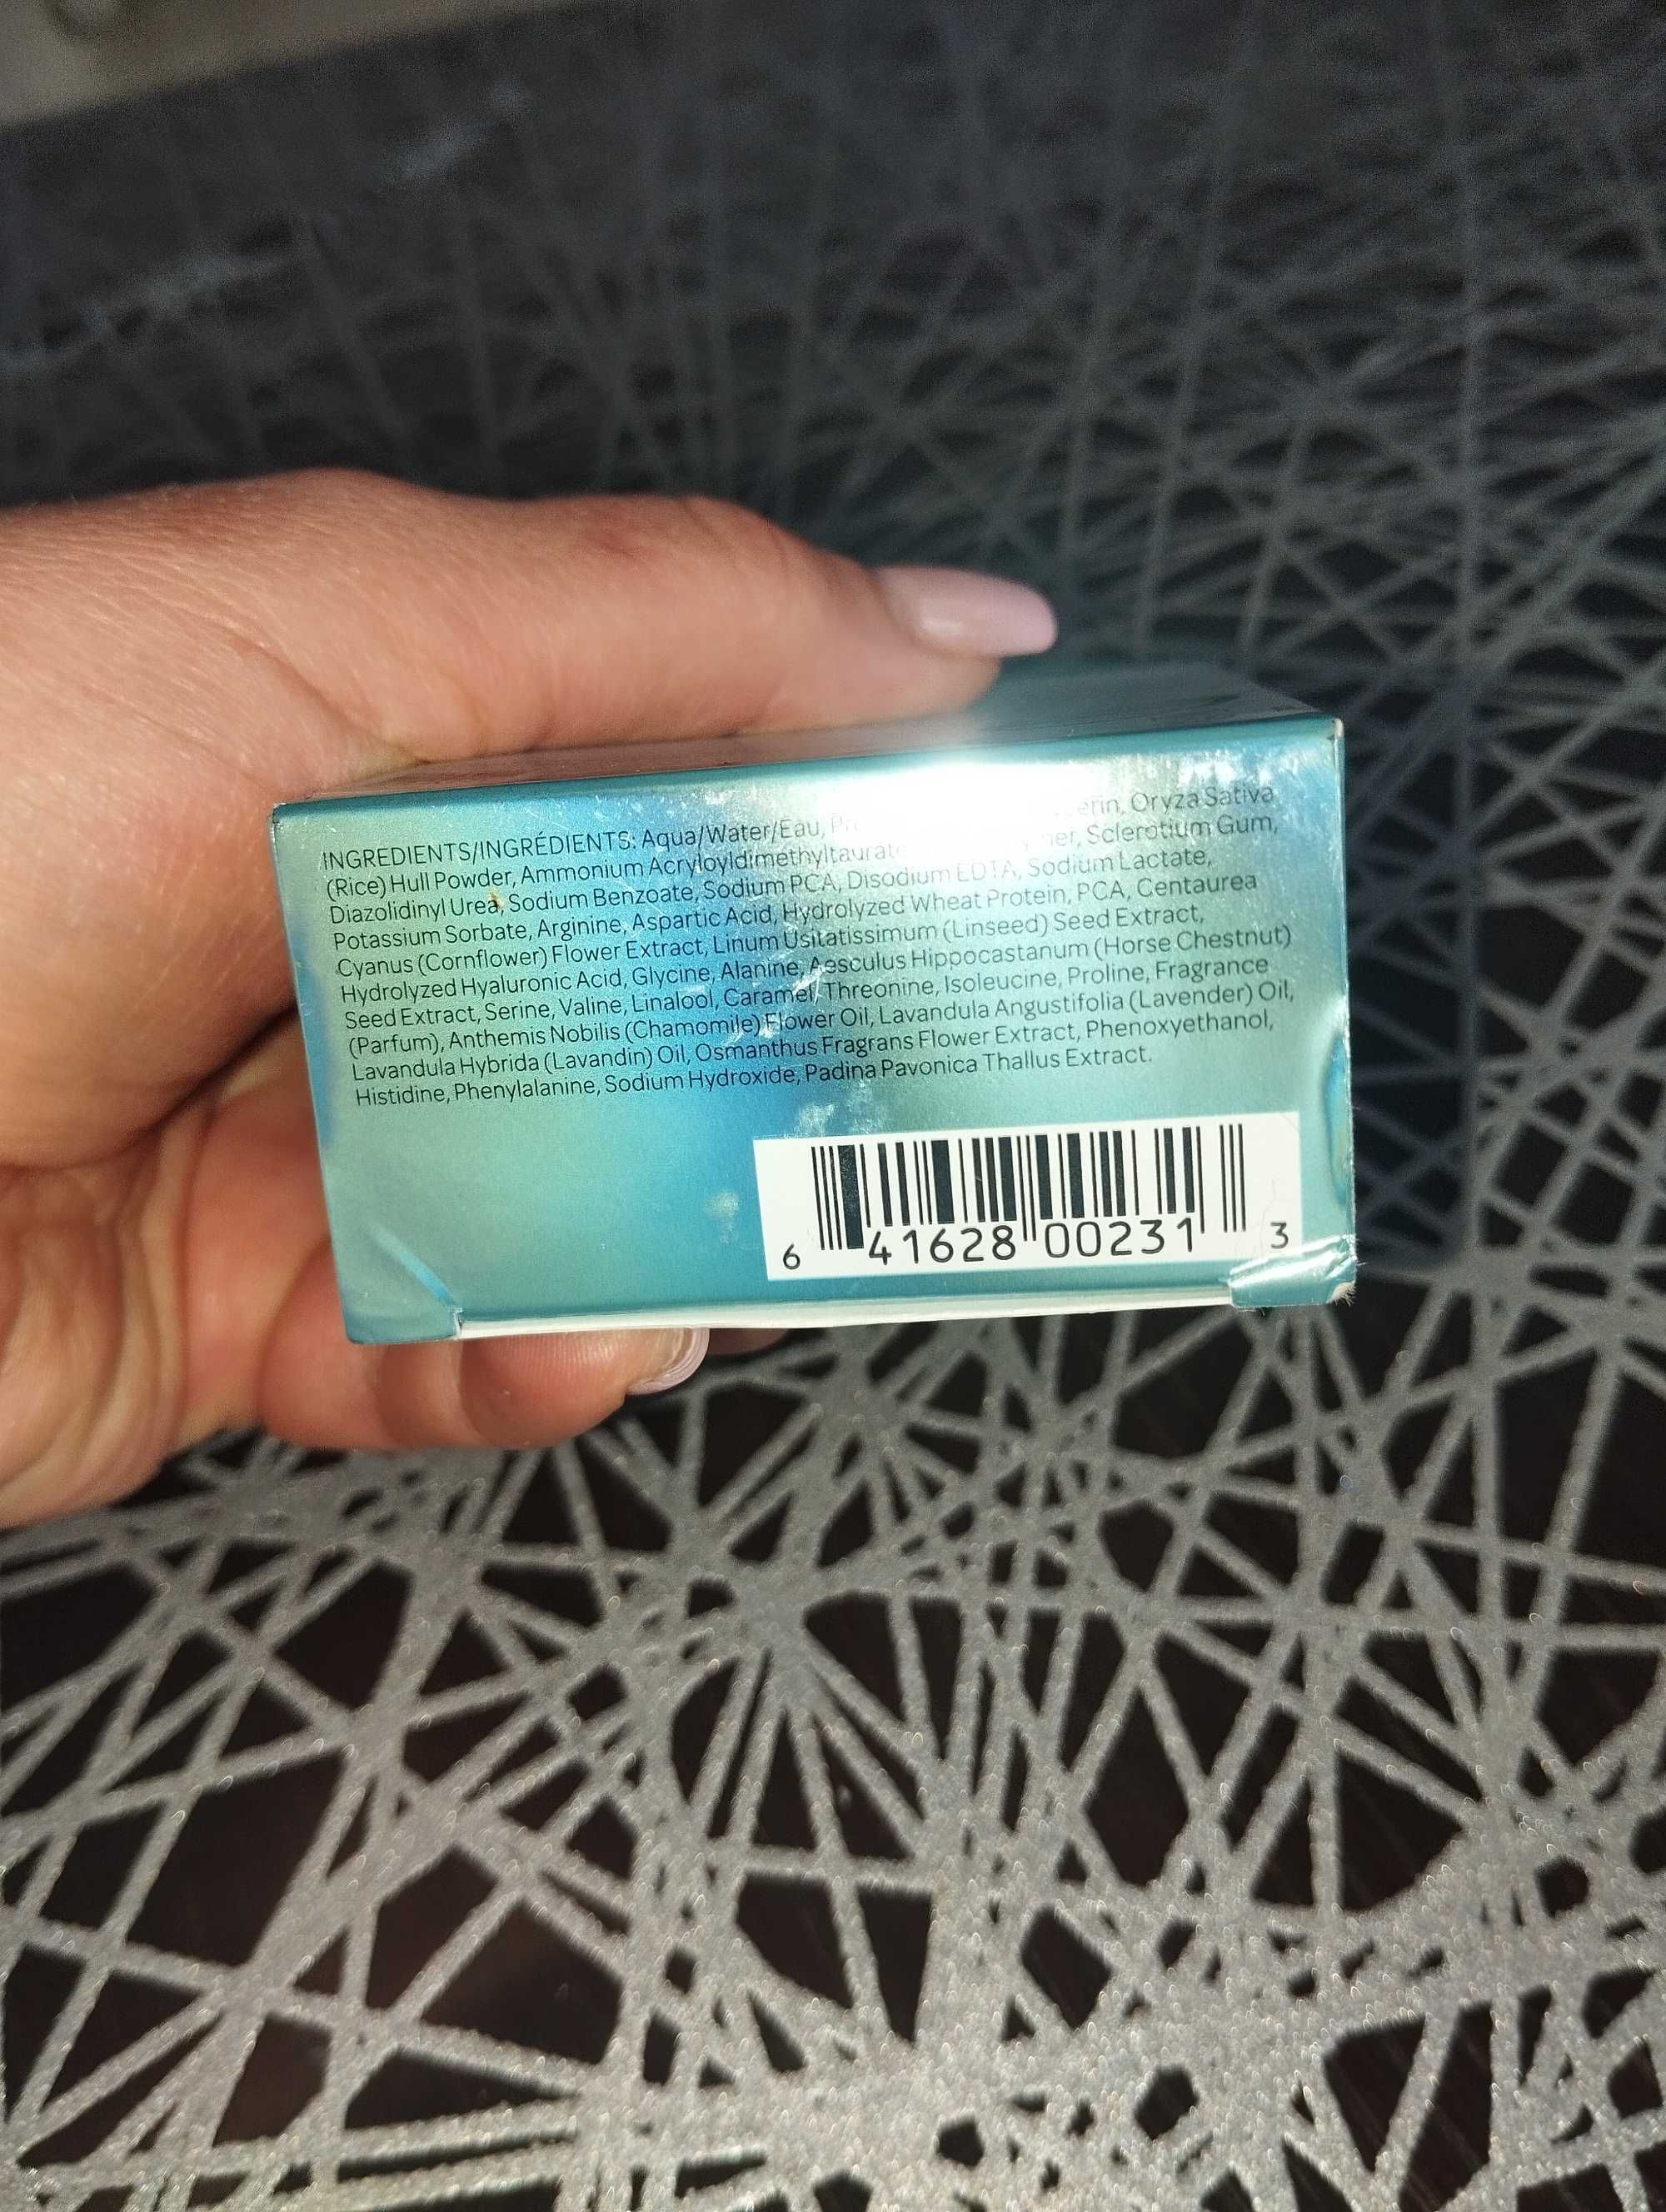 INGREDIENTS/INGRÉDIENTS: Aqua/Water/Eau, Oryza Sativa
(Rice) Hull Powder, Ammonium Sclerotium Gum,
Diazolidinyl Urea, Sodium Benzoate, Sodium PCA, Disodium EDTA, Sodium Lactate,
Potassium Sorbate, Arginine, Aspartic Acid, Hydrolyzed Wheat Protein, PCA, Centaurea
Cyanus (Cornflower) Flower Extract, Linum Usitatissimum (Linseed) Seed Extract,
Hydrolyzed Hyaluronic Acid, Glycine, Alanine, Aesculus Hippocastanum (Horse Chestnut)
Seed Extract, Serine, Valine, Linalool, Caramel, Threonine, Isoleucine, Proline, Fragrance
(Parfum), Anthemis Nobilis (Chamomile) Flower Oil, Lavandula Angustifolia (Lavender) Oil,
Lavandula Hybrida (Lavandin) Oil, Osmanthus Fragrans Flower Extract, Phenoxyethanol,
Histidine, Phenylalanine, Sodium Hydroxide, Padina Pavonica Thallus Extract.
6 41628 00231 3